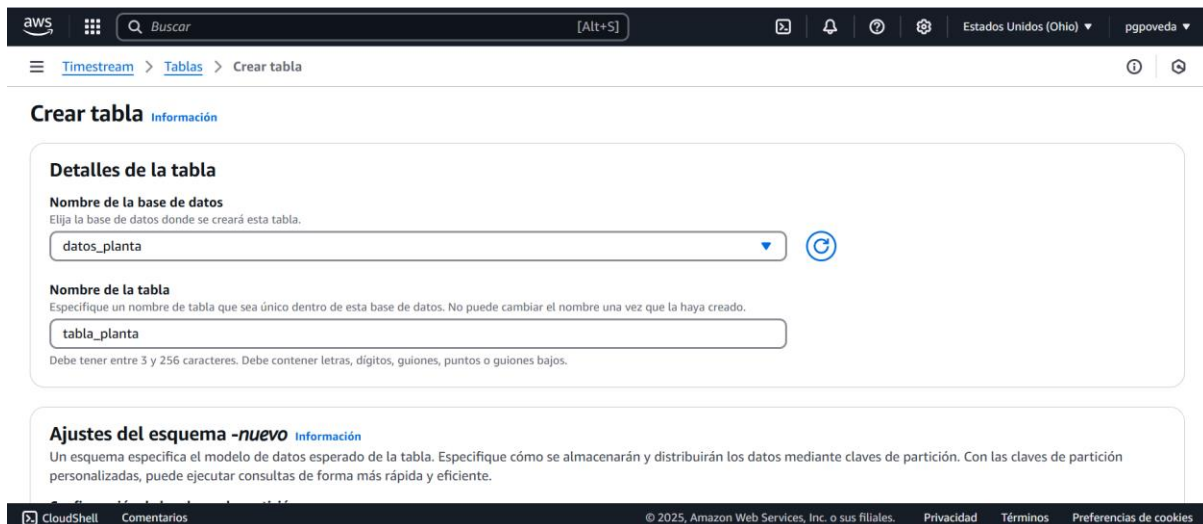 aws
Buscar [Alt+S] Estados Unidos (Ohio) ▼ pgpoveda ▼
Timestream > Tablas > Crear tabla
Crear tabla Información
Detalles de la tabla
Nombre de la base de datos
Elija la base de datos donde se creará esta tabla.
datos_planta
Nombre de la tabla
Especifique un nombre de tabla que sea único dentro de esta base de datos. No puede cambiar el nombre una vez que la haya creado.
tabla_planta
Debe tener entre 3 y 256 caracteres. Debe contener letras, dígitos, guiones, puntos o guiones bajos.
Ajustes del esquema -nuevo Información
Un esquema especifica el modelo de datos esperado de la tabla. Especifique cómo se almacenarán y distribuirán los datos mediante claves de partición. Con las claves de partición
personalizadas, puede ejecutar consultas de forma más rápida y eficiente.
CloudShell Comentarios © 2025, Amazon Web Services, Inc. o sus filiales. Privacidad Términos Preferencias de cookies